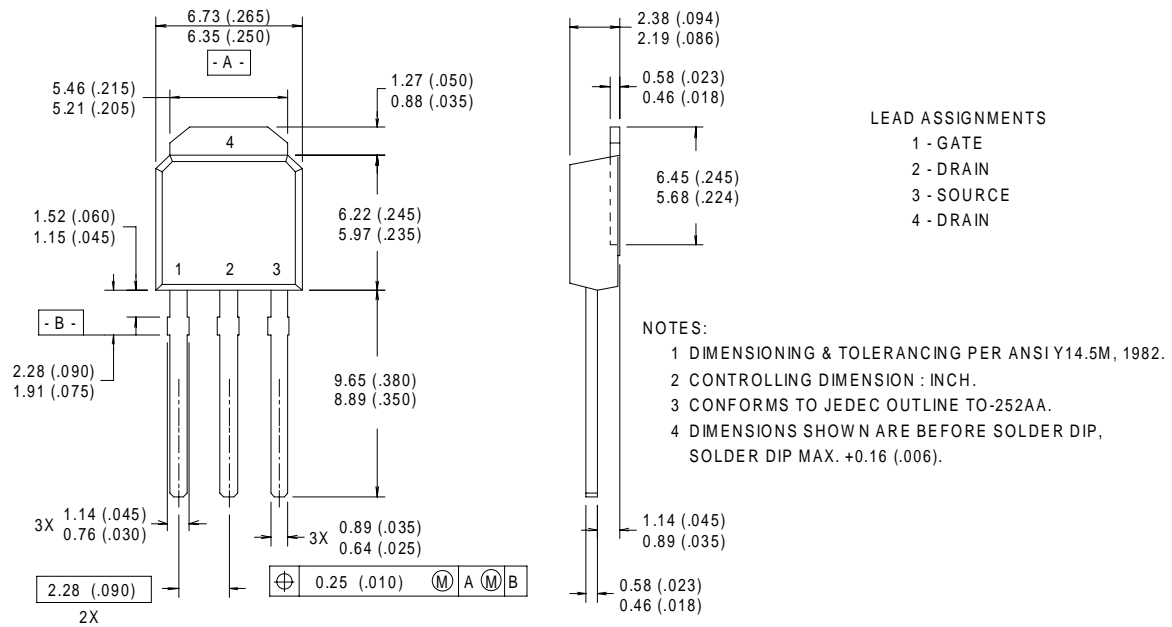 6.73 (.265)
6.35 (.250)
- A -
5.46 (.215)
5.21 (.205)
1.27 (.050)
0.88 (.035)
4
6.22 (.245)
5.97 (.235)
1.52 (.060)
1.15 (.045)
1 2 3
- B -
2.28 (.090)
1.91 (.075)
9.65 (.380)
8.89 (.350)
3X 1.14 (.045)
0.76 (.030)
3X 0.89 (.035)
0.64 (.025)
2.28 (.090)
2X
⌖ 0.25 (.010) Ⓜ A Ⓜ B
2.38 (.094)
2.19 (.086)
0.58 (.023)
0.46 (.018)
6.45 (.245)
5.68 (.224)
1.14 (.045)
0.89 (.035)
0.58 (.023)
0.46 (.018)
LEAD ASSIGNMENTS
1 - GATE
2 - DRAIN
3 - SOURCE
4 - DRAIN
NOTES:
1 DIMENSIONING & TOLERANCING PER ANSI Y14.5M, 1982.
2 CONTROLLING DIMENSION : INCH.
3 CONFORMS TO JEDEC OUTLINE TO-252AA.
4 DIMENSIONS SHOWN ARE BEFORE SOLDER DIP,
SOLDER DIP MAX. +0.16 (.006).